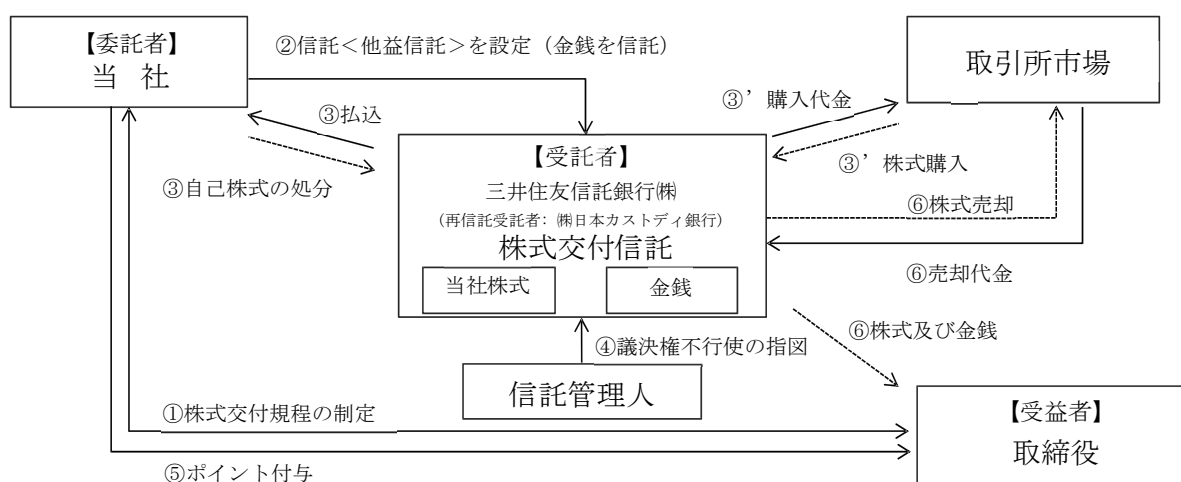 【委託者】
当 社
②信託＜他益信託＞を設定（金銭を信託）
取引所市場
③払込
③’購入代金
③自己株式の処分
【受託者】
三井住友信託銀行㈱
(再信託受託者：㈱日本カストディ銀行)
株式交付信託
当社株式
金銭
③’株式購入
⑥株式売却
⑥売却代金
④議決権不行使の指図
⑥株式及び金銭
信託管理人
①株式交付規程の制定
【受益者】
取締役
⑤ポイント付与